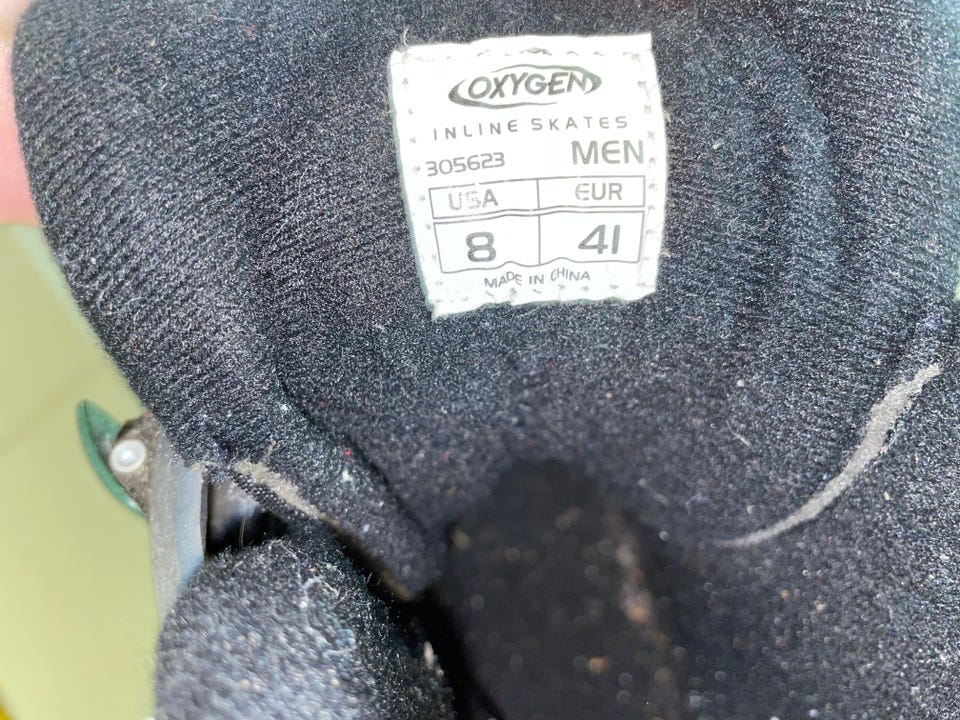 OXYGEN
INLINE SKATES
305623 MEN
USA EUR
8 41
MADE IN CHINA